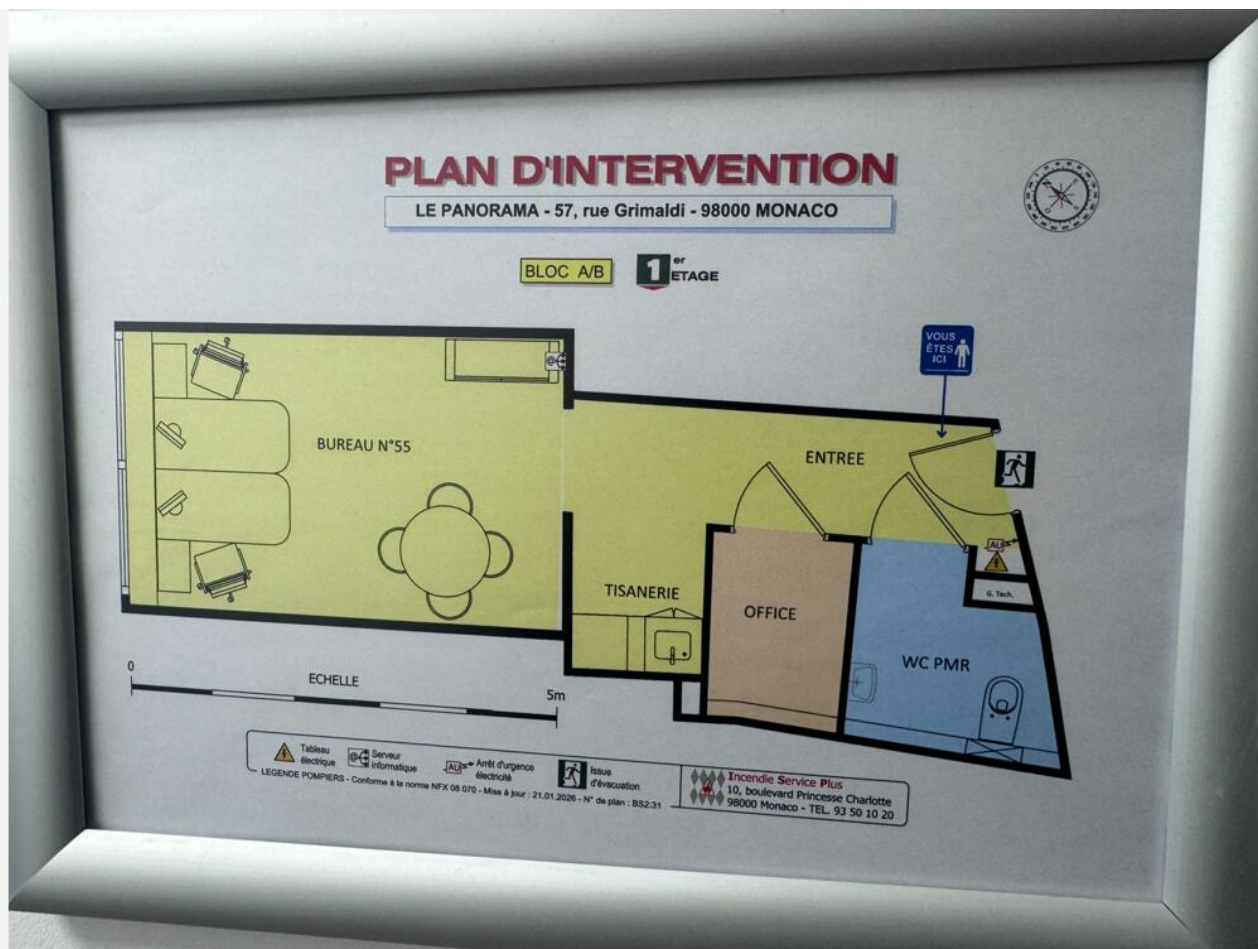 PLAN D'INTERVENTION
LE PANORAMA - 57, rue Grimaldi - 98000 MONACO
BLOC A/B
1er ETAGE
VOUS
ÊTES
ICI
BUREAU N°55
ENTREE
AU
G. Tech.
TISANERIE
OFFICE
WC PMR
0
ECHELLE
5m
Tableau
électrique
Serveur
informatique
AU
Arrêt d'urgence
électricité
Issue
d'évacuation
LEGENDE POMPIERS - Conforme à la norme NFX 08 070 - Mise à jour : 21.01.2026 - N° de plan : BS2:31
Incendie Service Plus
10, boulevard Princesse Charlotte
98000 Monaco - TEL. 93 50 10 20